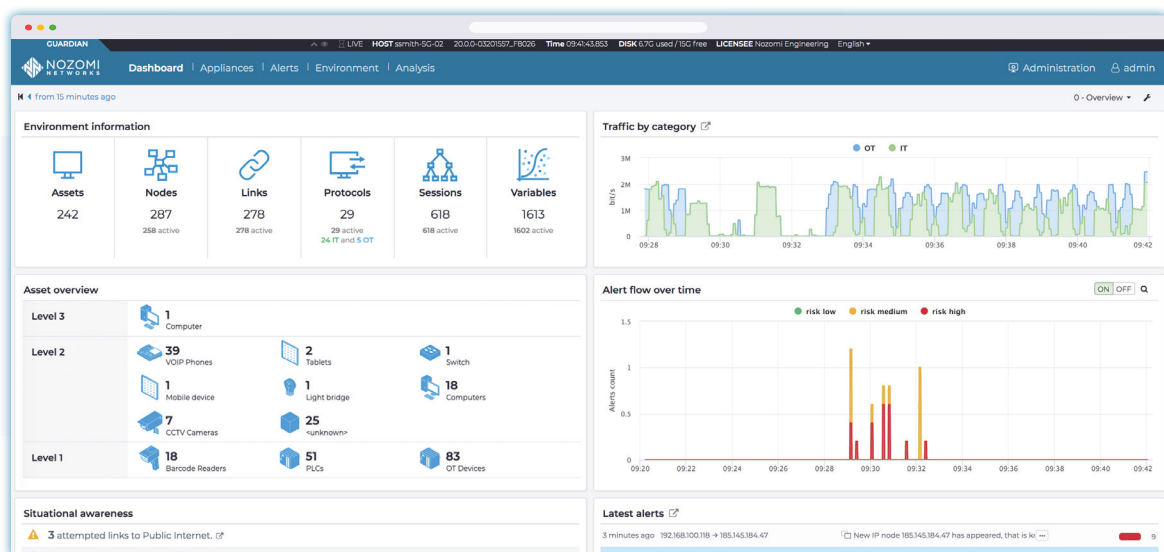 GUARDIAN
LIVE HOST ssmith-SG-02 20.0.0-03201557_F8026 Time 09:41:43.853 DISK 6.7G used / 15G free LICENSEE Nozomi Engineering English
NOZOMI NETWORKS Dashboard Appliances Alerts Environment Analysis Administration admin
from 15 minutes ago 0 - Overview
Environment information
Assets Nodes Links Protocols Sessions Variables
242 287 278 29 618 1613
258 active 278 active 29 active 618 active 1602 active
24 IT and 5 OT
Traffic by category
OT IT
3M
2M
1M
0
bit/s
09:28 09:30 09:32 09:34 09:36 09:38 09:40 09:42
Asset overview
Level 3
1
Computer
Level 2
39 2 1
VOIP Phones Tablets Switch
1 1 18
Mobile device Light bridge Computers
7 25
CCTV Cameras <unknown>
Level 1
18 51 83
Barcode Readers PLCs OT Devices
Alert flow over time
ON OFF
risk low risk medium risk high
1.5
1
0.5
0
Alerts count
09:20 09:22 09:24 09:26 09:28 09:30 09:32 09:34 09:36 09:38 09:40 09:42
Situational awareness
3 attempted links to Public Internet.
Latest alerts
3 minutes ago 192.168.100.118 → 185.145.184.47 New IP node 185.145.184.47 has appeared, that is